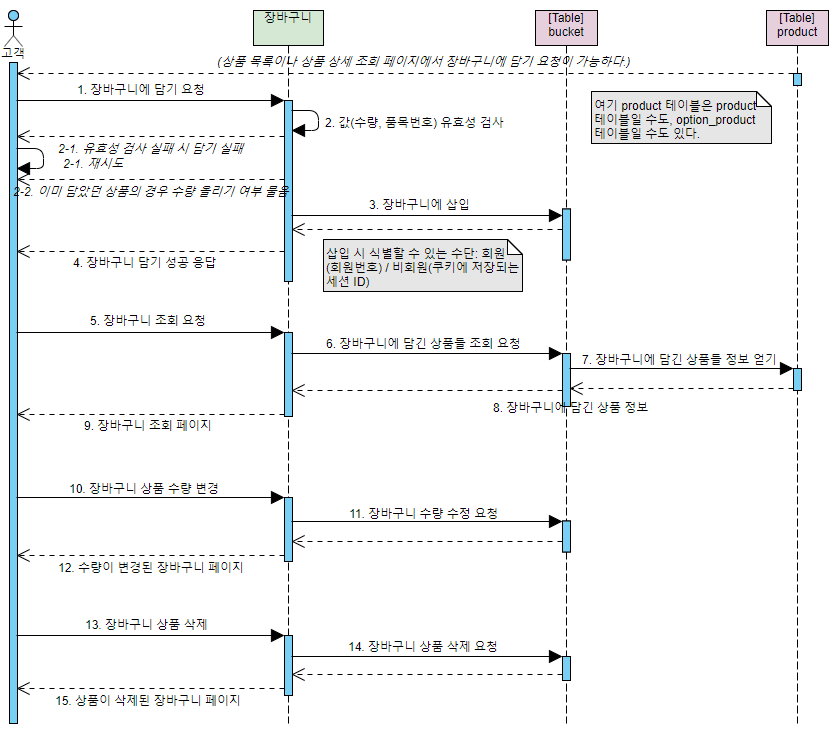 장바구니
[Table]
bucket
[Table]
product
고객
(상품 목록이나 상품 상세 조회 페이지에서 장바구니에 담기 요청이 가능하다.)
1. 장바구니에 담기 요청
여기 product 테이블은 product
테이블일 수도, option_product
테이블일 수도 있다.
2. 값(수량, 품목번호) 유효성 검사
2-1. 유효성 검사 실패 시 담기 실패
2-1. 재시도
2-2. 이미 담았던 상품의 경우 수량 늘리기 여부 물음
3. 장바구니에 삽입
삽입 시 식별할 수 있는 수단: 회원
(회원번호) / 비회원(쿠키에 저장되는
세션 ID)
4. 장바구니 담기 성공 응답
5. 장바구니 조회 요청
6. 장바구니에 담긴 상품들 조회 요청
7. 장바구니에 담긴 상품들 정보 얻기
8. 장바구니에 담긴 상품 정보
9. 장바구니 조회 페이지
10. 장바구니 상품 수량 변경
11. 장바구니 수량 수정 요청
12. 수량이 변경된 장바구니 페이지
13. 장바구니 상품 삭제
14. 장바구니 상품 삭제 요청
15. 상품이 삭제된 장바구니 페이지